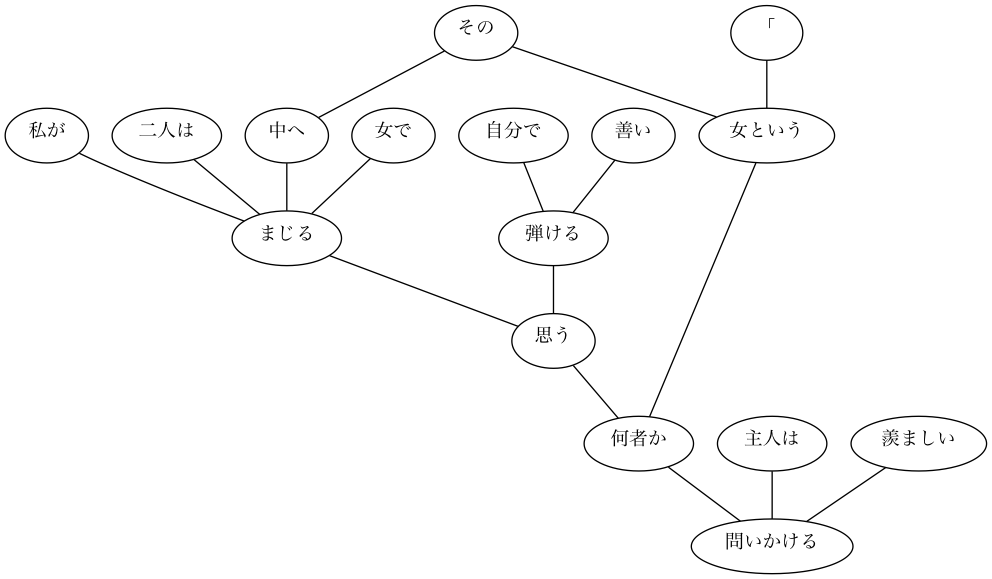 その
「
私が
二人は
中へ
女で
自分で
善い
女という
まじる
弾ける
思う
何者か
主人は
羨ましい
問いかける